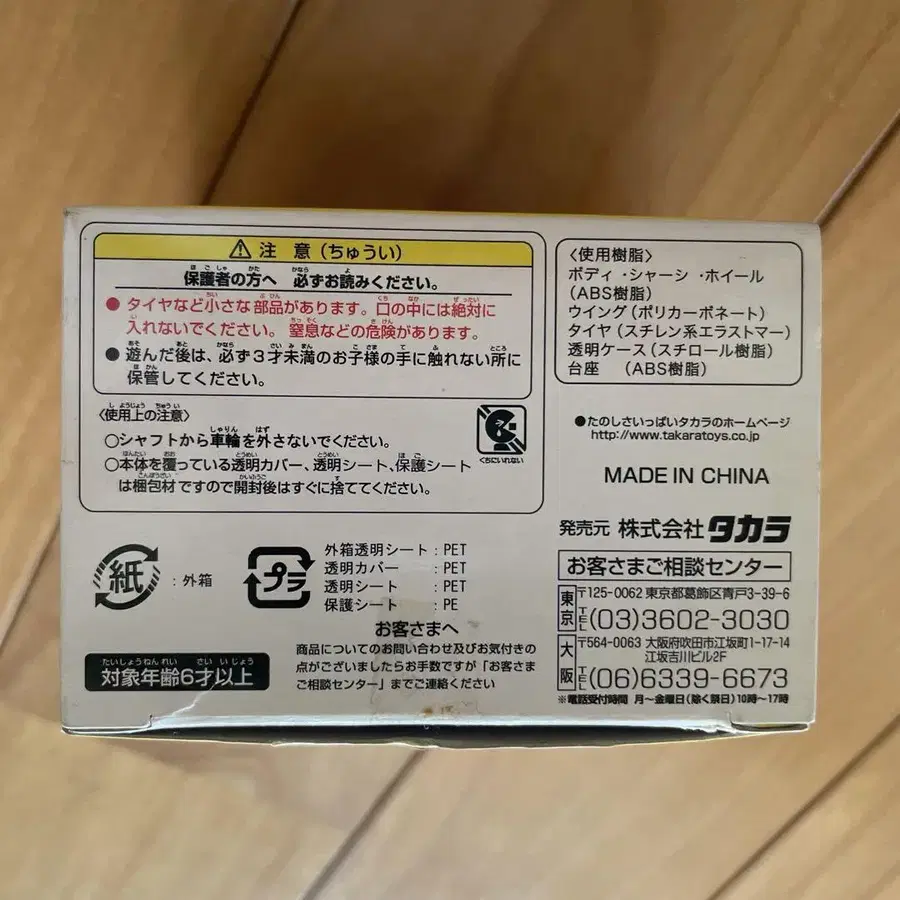 ⚠ 注 意 (ちゅうい)
保護者の方へ 必ずお読みください。
●タイヤなど小さな部品があります。口の中には絶対に
入れないでください。窒息などの危険があります。
●遊んだ後は、必ず3才未満のお子様の手に触れない所に
保管してください。
〈使用上の注意〉
○シャフトから車輪を外さないでください。
○本体を覆っている透明カバー、透明シート、保護シート
は梱包材ですので開封後はすぐに捨ててください。
くちにいれない
紙 : 外箱
プラ
外箱透明シート : PET
透明カバー : PET
透明シート : PET
保護シート : PE
たいしょうねんれい さい いじょう
対象年齢6才以上
お客さまへ
商品についてのお問い合わせ及びお気付きの
点がございましたらお手数ですが「お客さま
ご相談センター」までご連絡ください
〈使用樹脂〉
ボディ・シャーシ・ホイール
(ABS樹脂)
ウイング(ポリカーボネート)
タイヤ(スチレン系エラストマー)
透明ケース(スチロール樹脂)
台座 (ABS樹脂)
●たのしさいっぱいタカラのホームページ
http://www.takaratoys.co.jp
MADE IN CHINA
発売元 株式会社タカラ
お客さまご相談センター
東京 〒125-0062 東京都葛飾区青戸3-39-6
TEL(03)3602-3030
大阪 〒564-0063 大阪府吹田市江坂町1-17-14
江坂吉川ビル2F
TEL(06)6339-6673
※電話受付時間 月〜金曜日(除く祭日)10時〜17時